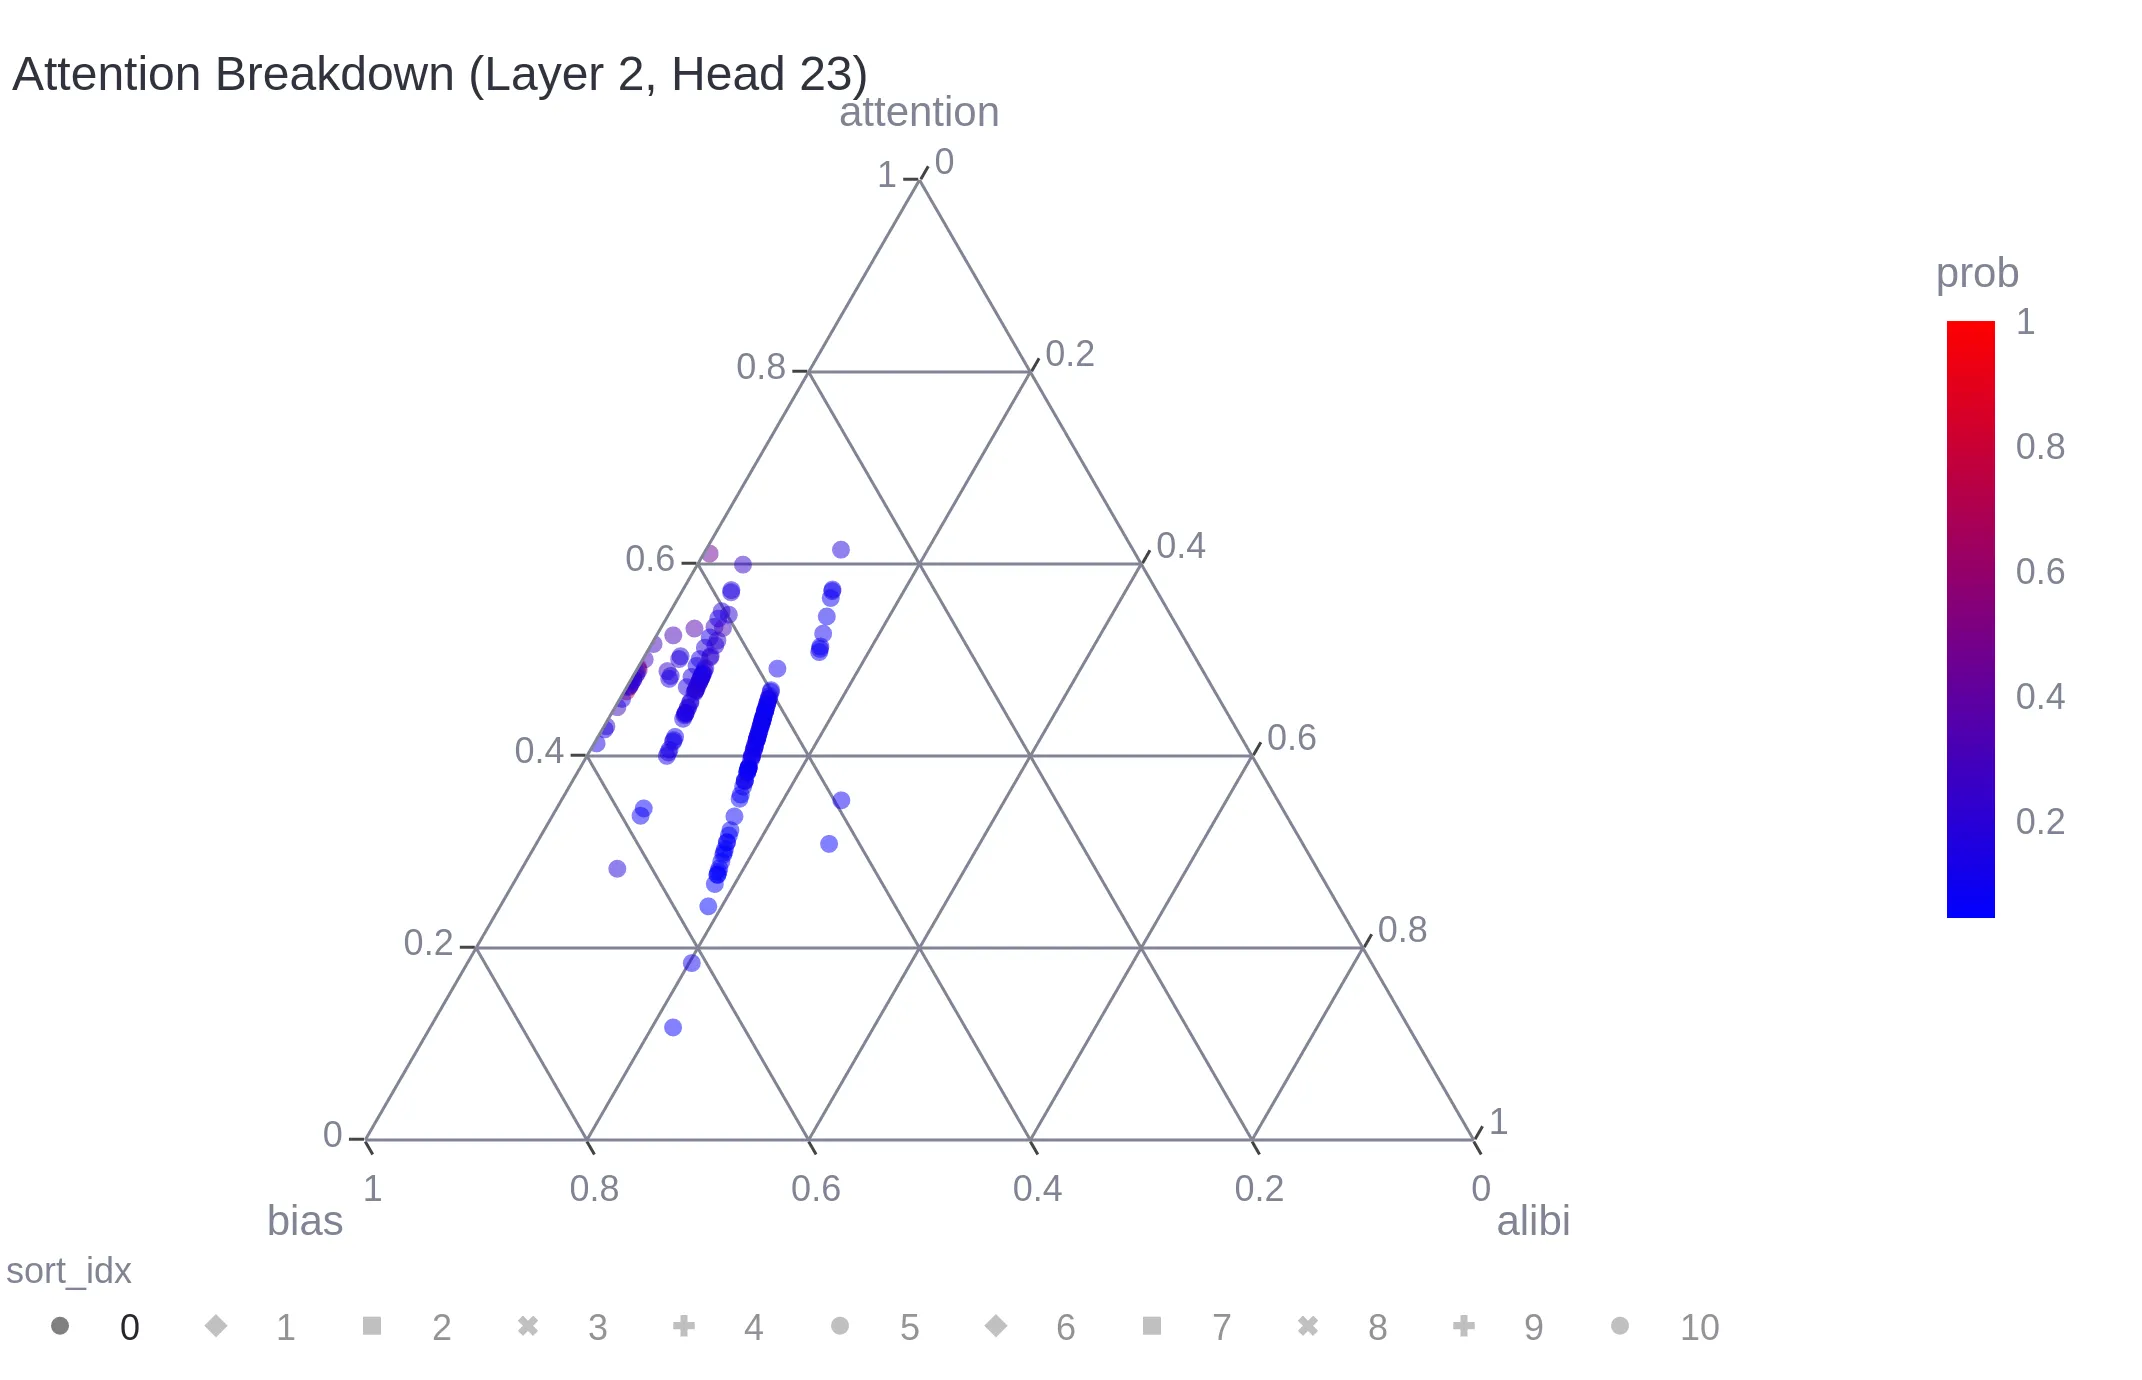 Attention Breakdown (Layer 2, Head 23)
attention
1 0
prob
1
0.8 0.2
0.8
0.6 0.4
0.6
0.4 0.6
0.4
0.2 0.8
0.2
0 1
1 0.8 0.6 0.4 0.2 0
bias alibi
sort_idx
0 1 2 3 4 5 6 7 8 9 10